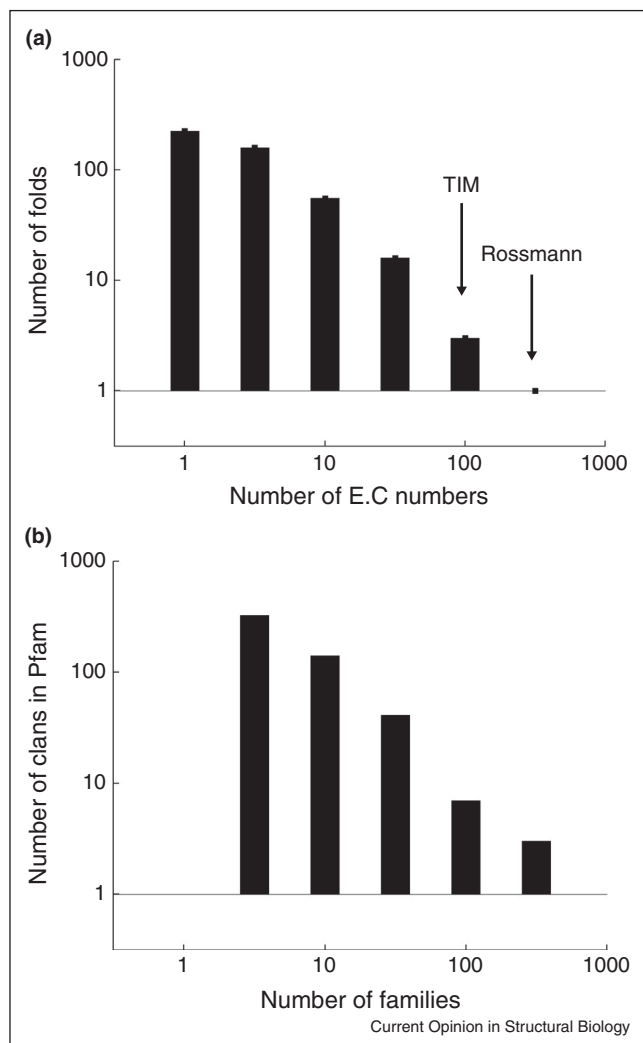 (a)
1000
100
10
1
Number of folds
TIM
Rossmann
1 10 100 1000
Number of E.C numbers
(b)
1000
100
10
1
Number of clans in Pfam
1 10 100 1000
Number of families
Current Opinion in Structural Biology